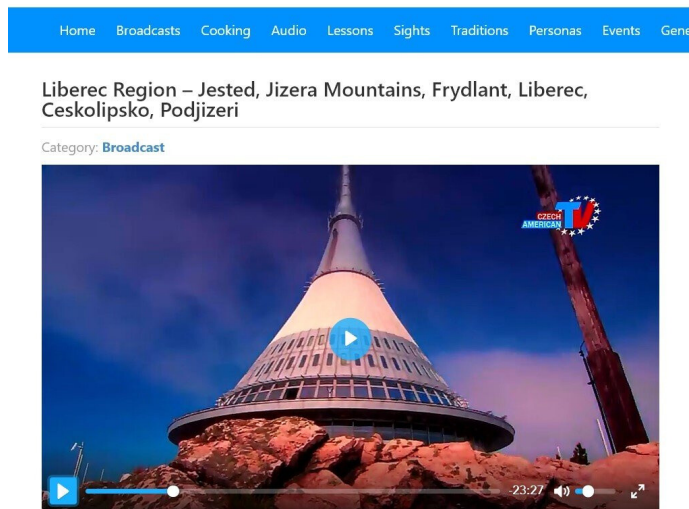 Home Broadcasts Cooking Audio Lessons Sights Traditions Personas Events Gene
Liberec Region – Jested, Jizera Mountains, Frydlant, Liberec,
Ceskolipsko, Podjizeri
Category: Broadcast
CZECH
AMERICAN
TV
-23:27